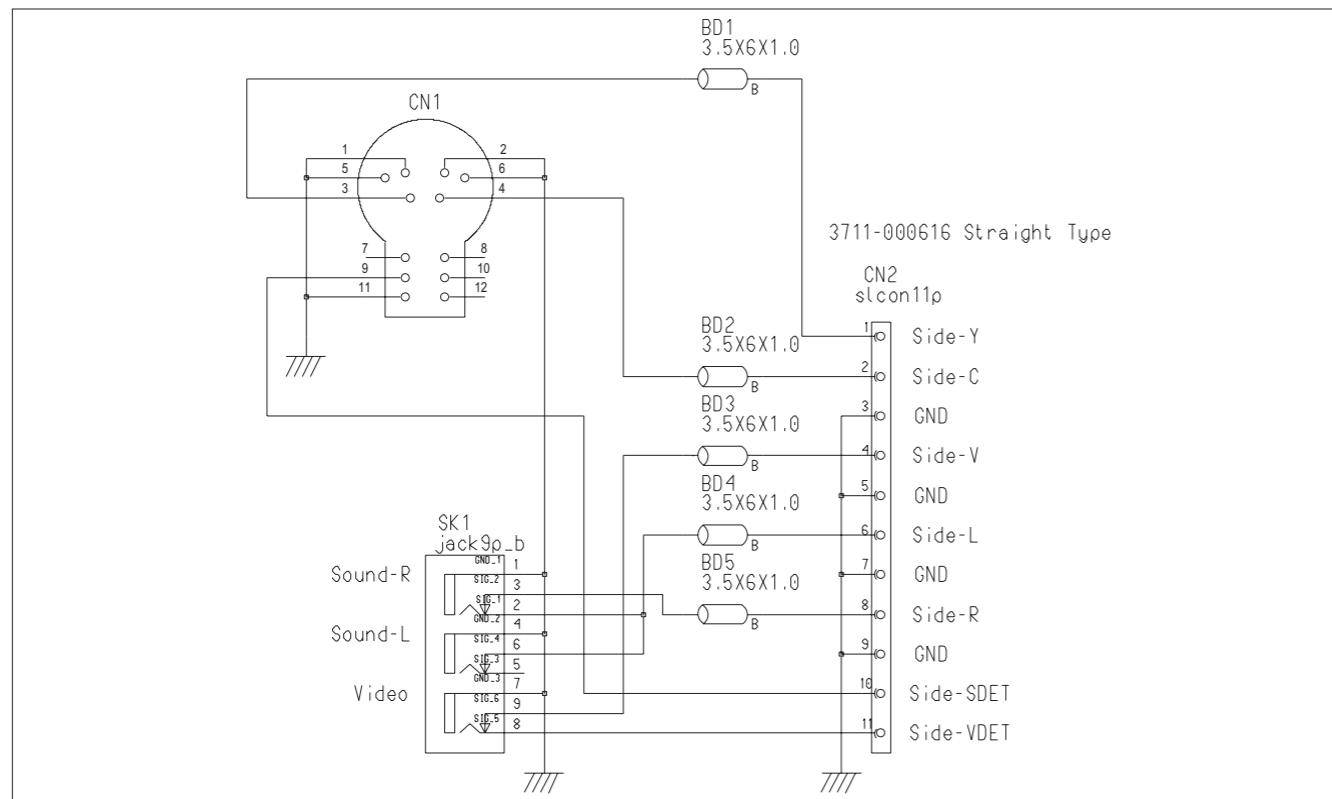 BD1
3.5X6X1.0
B
CN1
1
2
5
6
3
4
7
8
9
10
11
12
3711-000616 Straight Type
CN2
slcon11p
BD2
3.5X6X1.0
B
BD3
3.5X6X1.0
B
BD4
3.5X6X1.0
B
BD5
3.5X6X1.0
B
1 Side-Y
2 Side-C
3 GND
4 Side-V
5 GND
6 Side-L
7 GND
8 Side-R
9 GND
10 Side-SDET
11 Side-VDET
SK1
jack9p_b
Sound-R
GND_1 1
SIG_2 3
SIG_1 2
Sound-L
GND_2 4
SIG_4 6
SIG_3 5
Video
GND_3 7
SIG_6 9
SIG_5 8